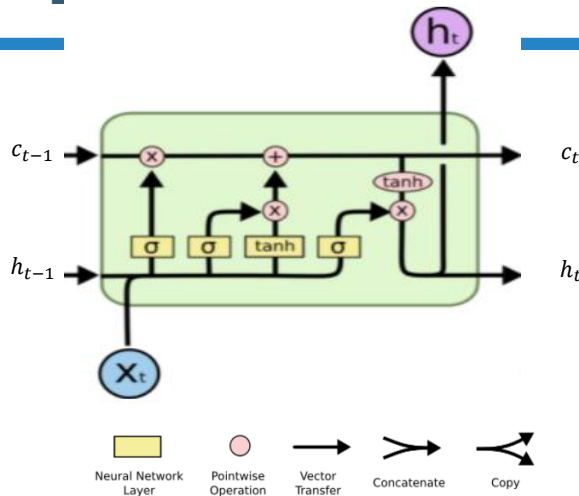 hₜ
cₜ₋₁ × + cₜ
tanh
×
×
σ σ tanh σ
hₜ₋₁ hₜ
xₜ
Neural Network Layer Pointwise Operation Vector Transfer Concatenate Copy